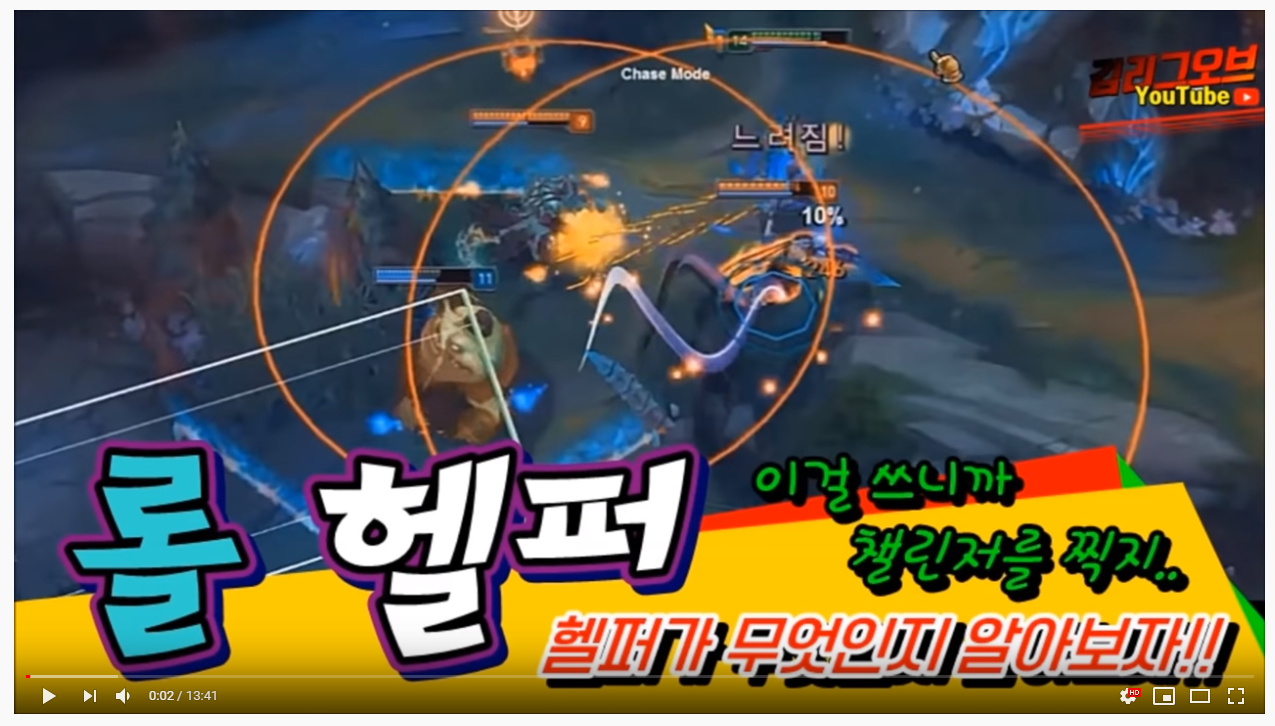 14
Chase Mode
김리그오브
YouTube
9
느려짐!
10
10%
246
11
롤 헬퍼
이걸 쓰니까
챌린저를 찍지..
헬퍼가 무엇인지 알아보자!!
0:02 / 13:41
HD